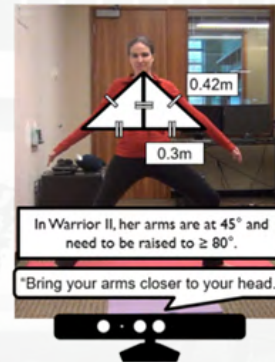 0.42m
0.3m
In Warrior II, her arms are at 45° and
need to be raised to ≥ 80°.
"Bring your arms closer to your head.